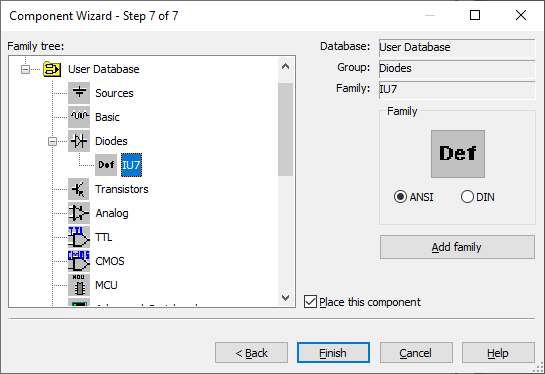 Component Wizard - Step 7 of 7
Family tree:
User Database
Sources
Basic
Diodes
Def IU7
Transistors
Analog
TTL
CMOS
MCU
Database: User Database
Group: Diodes
Family: IU7
Family
Def
ANSI DIN
Add family
Place this component
< Back Finish Cancel Help